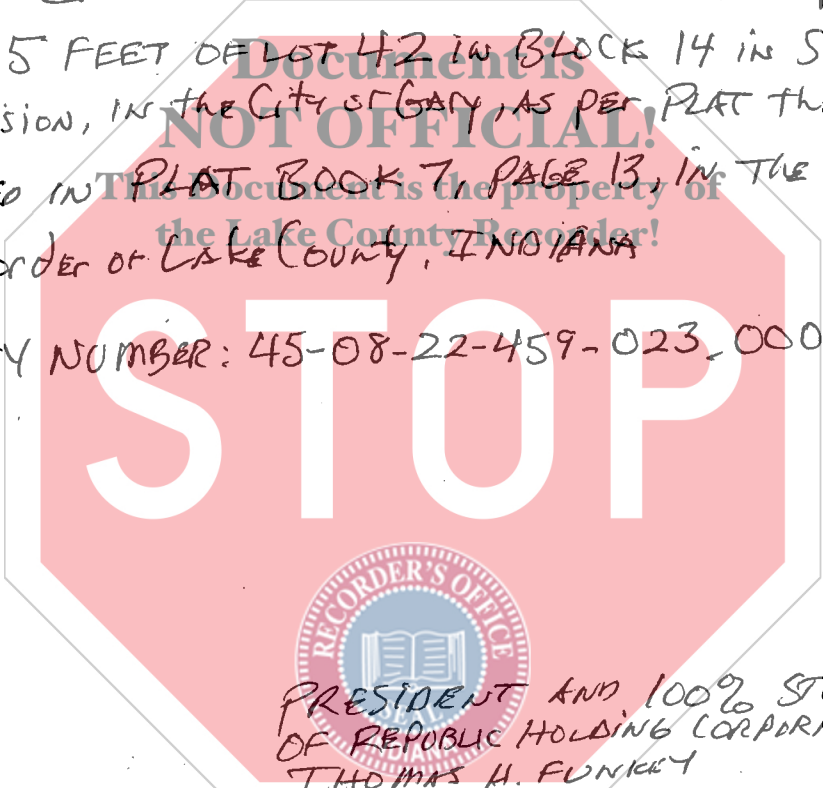 5 FEET OF LOT 42 IN BLOCK 14 IN S
Document is
SION, IN the City of GARY, AS PER PLAT the
NOT OFFICIAL!
IN PLAT BOOK 7, PAGE 13, IN THE
This Document is the property of
the Lake County Recorder!
order of LAKE COUNTY, INDIANA
Y NUMBER: 45-08-22-459-023.000
STOP
RECORDER'S OFFICE
SEAL
PRESIDENT AND 100% ST
OF REPUBLIC HOLDING CORPORA
THOMAS H. FUNKEY